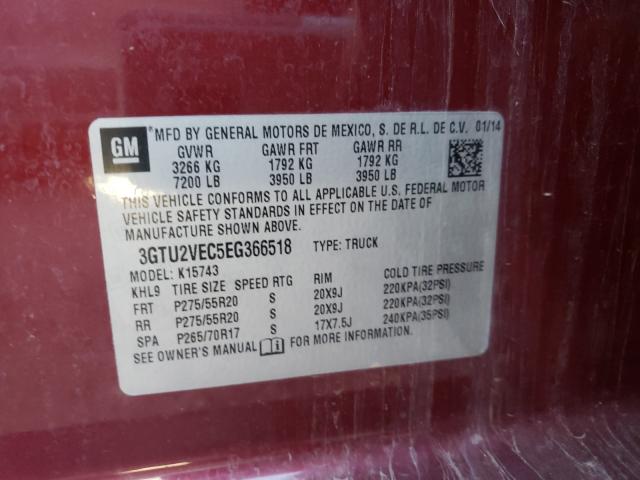 GM
MFD BY GENERAL MOTORS DE MEXICO, S. DE R.L. DE C.V. 01/14
GVWR GAWR FRT GAWR RR
3266 KG 1792 KG 1792 KG
7200 LB 3950 LB 3950 LB
THIS VEHICLE CONFORMS TO ALL APPLICABLE U.S. FEDERAL MOTOR
VEHICLE SAFETY STANDARDS IN EFFECT ON THE DATE OF
MANUFACTURE SHOWN ABOVE.
3GTU2VEC5EG366518 TYPE: TRUCK
MODEL: K15743
KHL9 TIRE SIZE SPEED RTG RIM COLD TIRE PRESSURE
FRT P275/55R20 S 20X9J 220KPA(32PSI)
RR P275/55R20 S 20X9J 220KPA(32PSI)
SPA P265/70R17 S 17X7.5J 240KPA(35PSI)
SEE OWNER'S MANUAL FOR MORE INFORMATION.